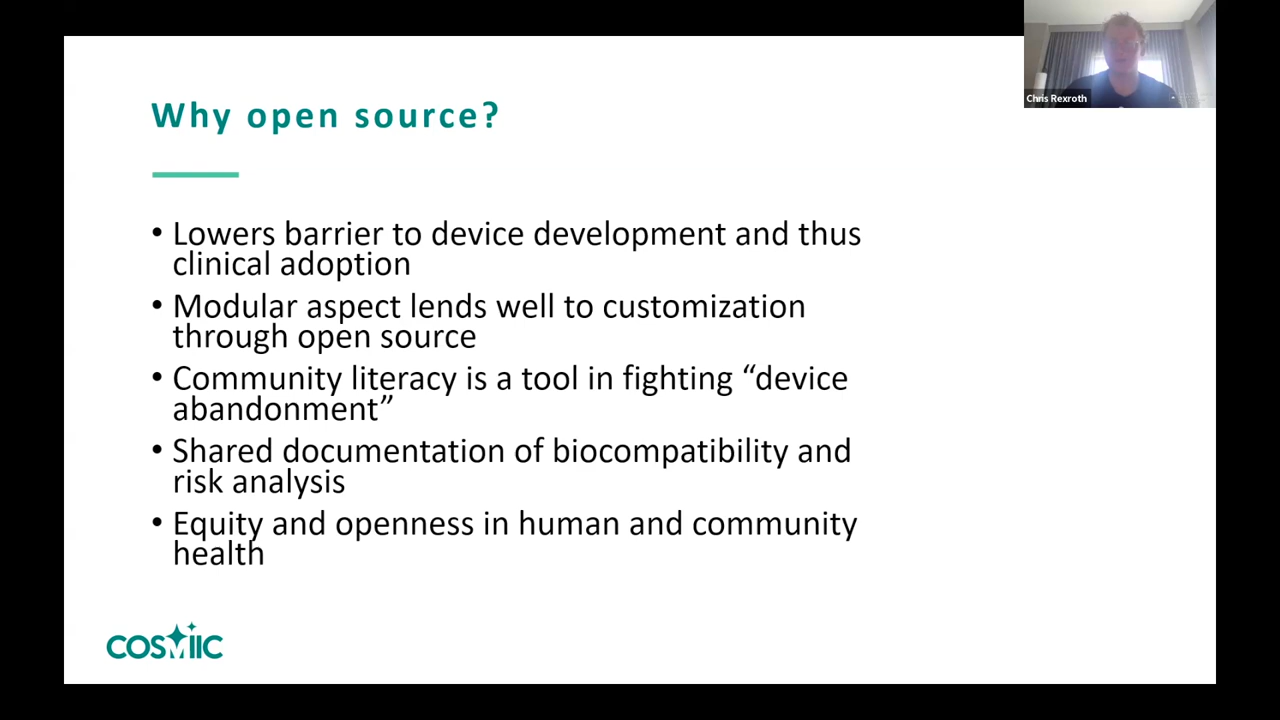 Chris Rexroth
Why open source?
• Lowers barrier to device development and thus
clinical adoption
• Modular aspect lends well to customization
through open source
• Community literacy is a tool in fighting “device
abandonment”
• Shared documentation of biocompatibility and
risk analysis
• Equity and openness in human and community
health
COSMIIC